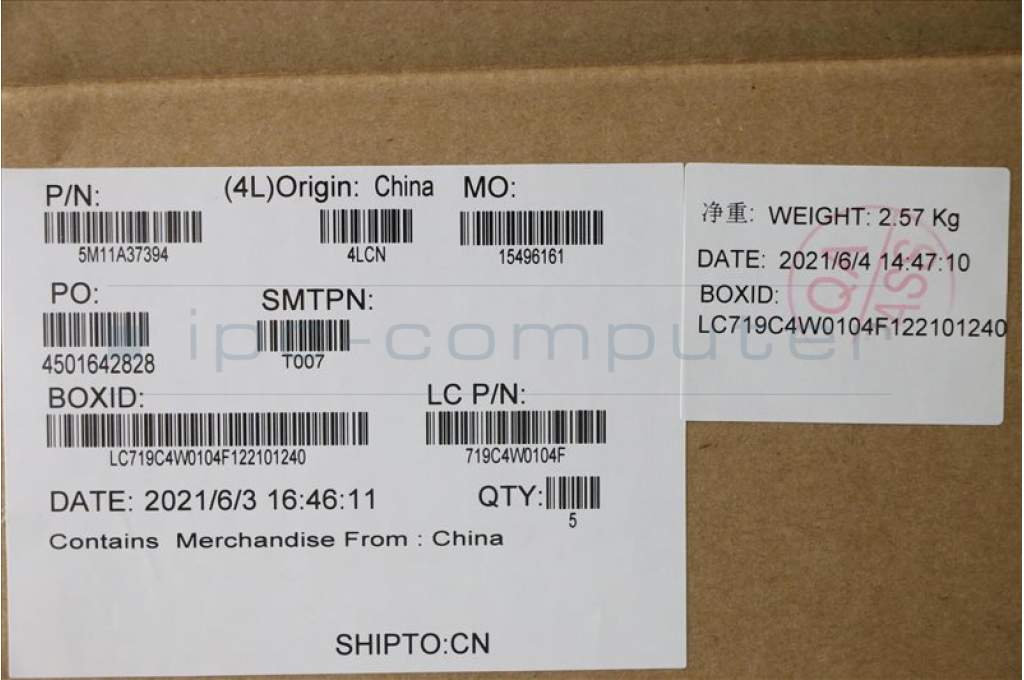 P/N: (4L)Origin: China MO:
5M11A37394 4LCN 15496161
PO: SMTPN:
4501642828 T007
BOXID: LC P/N:
LC719C4W0104F122101240 719C4W0104F
DATE: 2021/6/3 16:46:11 QTY:
5
Contains Merchandise From : China
SHIPTO:CN
净重: WEIGHT: 2.57 Kg
DATE: 2021/6/4 14:47:10
BOXID:
LC719C4W0104F122101240
QA
ipc-computer